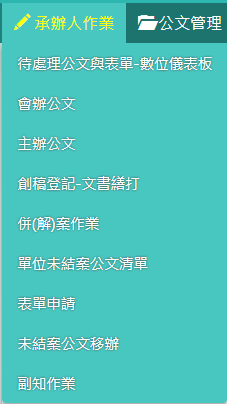 承辦人作業 公文管理
待處理公文與表單-數位儀表板
會辦公文
主辦公文
創稿登記-文書繕打
併(解)案作業
單位未結案公文清單
表單申請
未結案公文移辦
副知作業